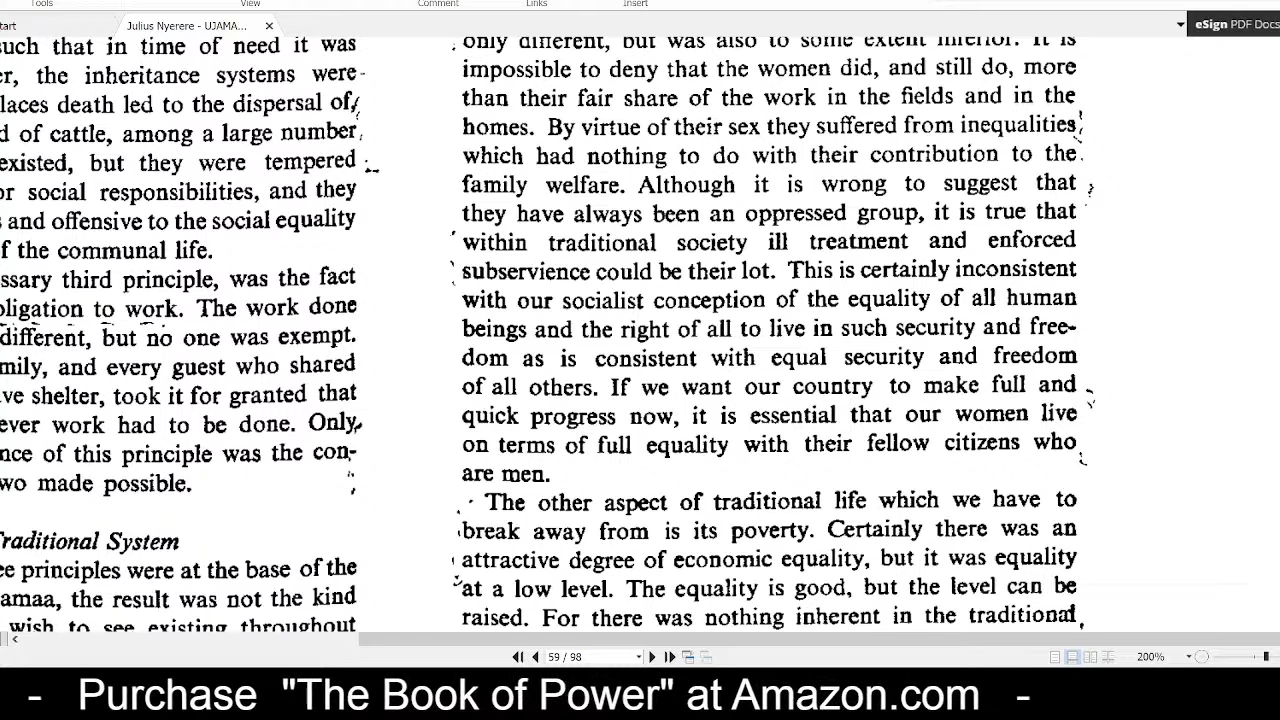 Tools View Comment Links Insert
tart Julius Nyerere - UJAMA... × eSign PDF Docs
such that in time of need it was
er, the inheritance systems were
laces death led to the dispersal of
d of cattle, among a large number
existed, but they were tempered
or social responsibilities, and they
s and offensive to the social equality
f the communal life.
ssary third principle, was the fact
bligation to work. The work done
different, but no one was exempt.
mily, and every guest who shared
ve shelter, took it for granted that
ever work had to be done. Only
nce of this principle was the con-
wo made possible.
Traditional System
ee principles were at the base of the
amaa, the result was not the kind
wish to see existing throughout
only different, but was also to some extent inferior. It is
impossible to deny that the women did, and still do, more
than their fair share of the work in the fields and in the
homes. By virtue of their sex they suffered from inequalities
which had nothing to do with their contribution to the
family welfare. Although it is wrong to suggest that
they have always been an oppressed group, it is true that
within traditional society ill treatment and enforced
subservience could be their lot. This is certainly inconsistent
with our socialist conception of the equality of all human
beings and the right of all to live in such security and free-
dom as is consistent with equal security and freedom
of all others. If we want our country to make full and
quick progress now, it is essential that our women live
on terms of full equality with their fellow citizens who
are men.
The other aspect of traditional life which we have to
break away from is its poverty. Certainly there was an
attractive degree of economic equality, but it was equality
at a low level. The equality is good, but the level can be
raised. For there was nothing inherent in the traditional
59 / 98 200%
- Purchase "The Book of Power" at Amazon.com -